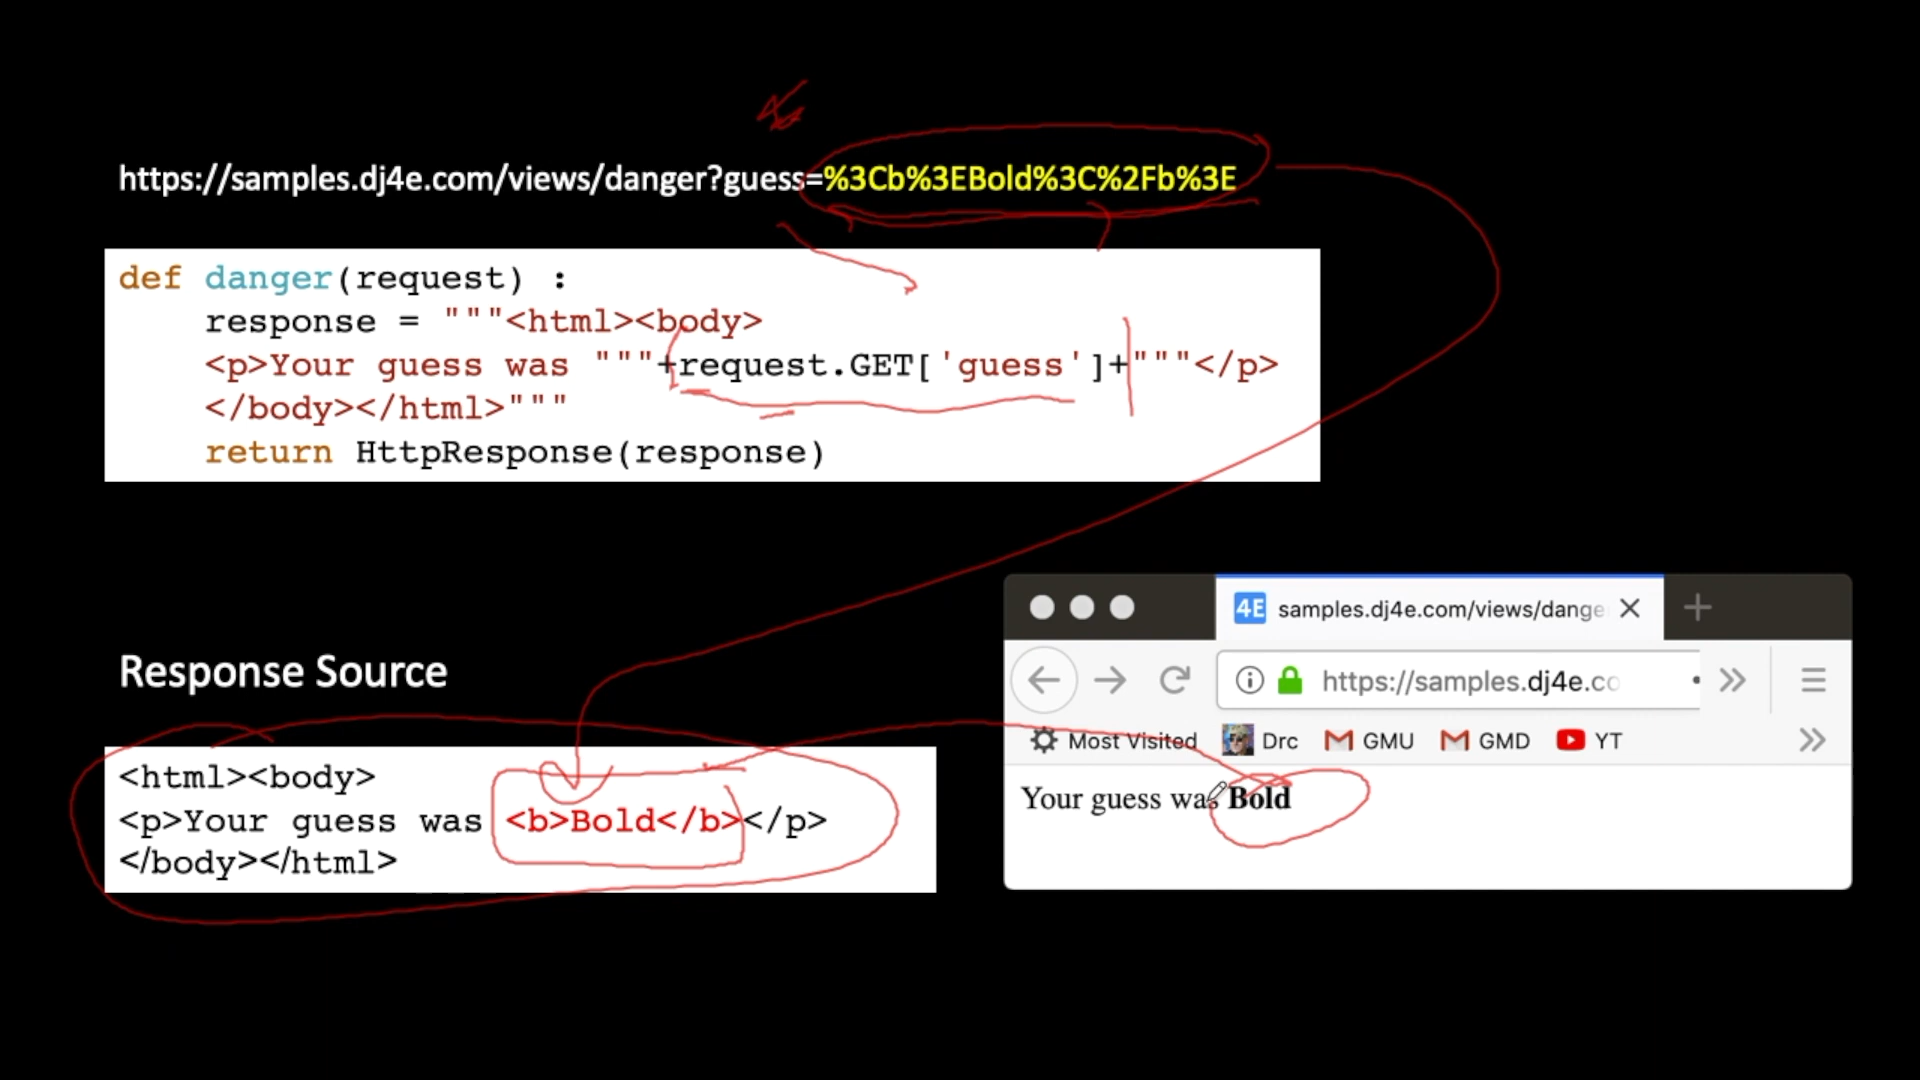 https://samples.dj4e.com/views/danger?guess=%3Cb%3EBold%3C%2Fb%3E
def danger(request) :
response = """<html><body>
<p>Your guess was """+request.GET['guess']+"""</p>
</body></html>"""
return HttpResponse(response)
Response Source
<html><body>
<p>Your guess was <b>Bold</b></p>
</body></html>
4E samples.dj4e.com/views/dange
https://samples.dj4e.co
Most Visited Drc GMU GMD YT
Your guess was Bold